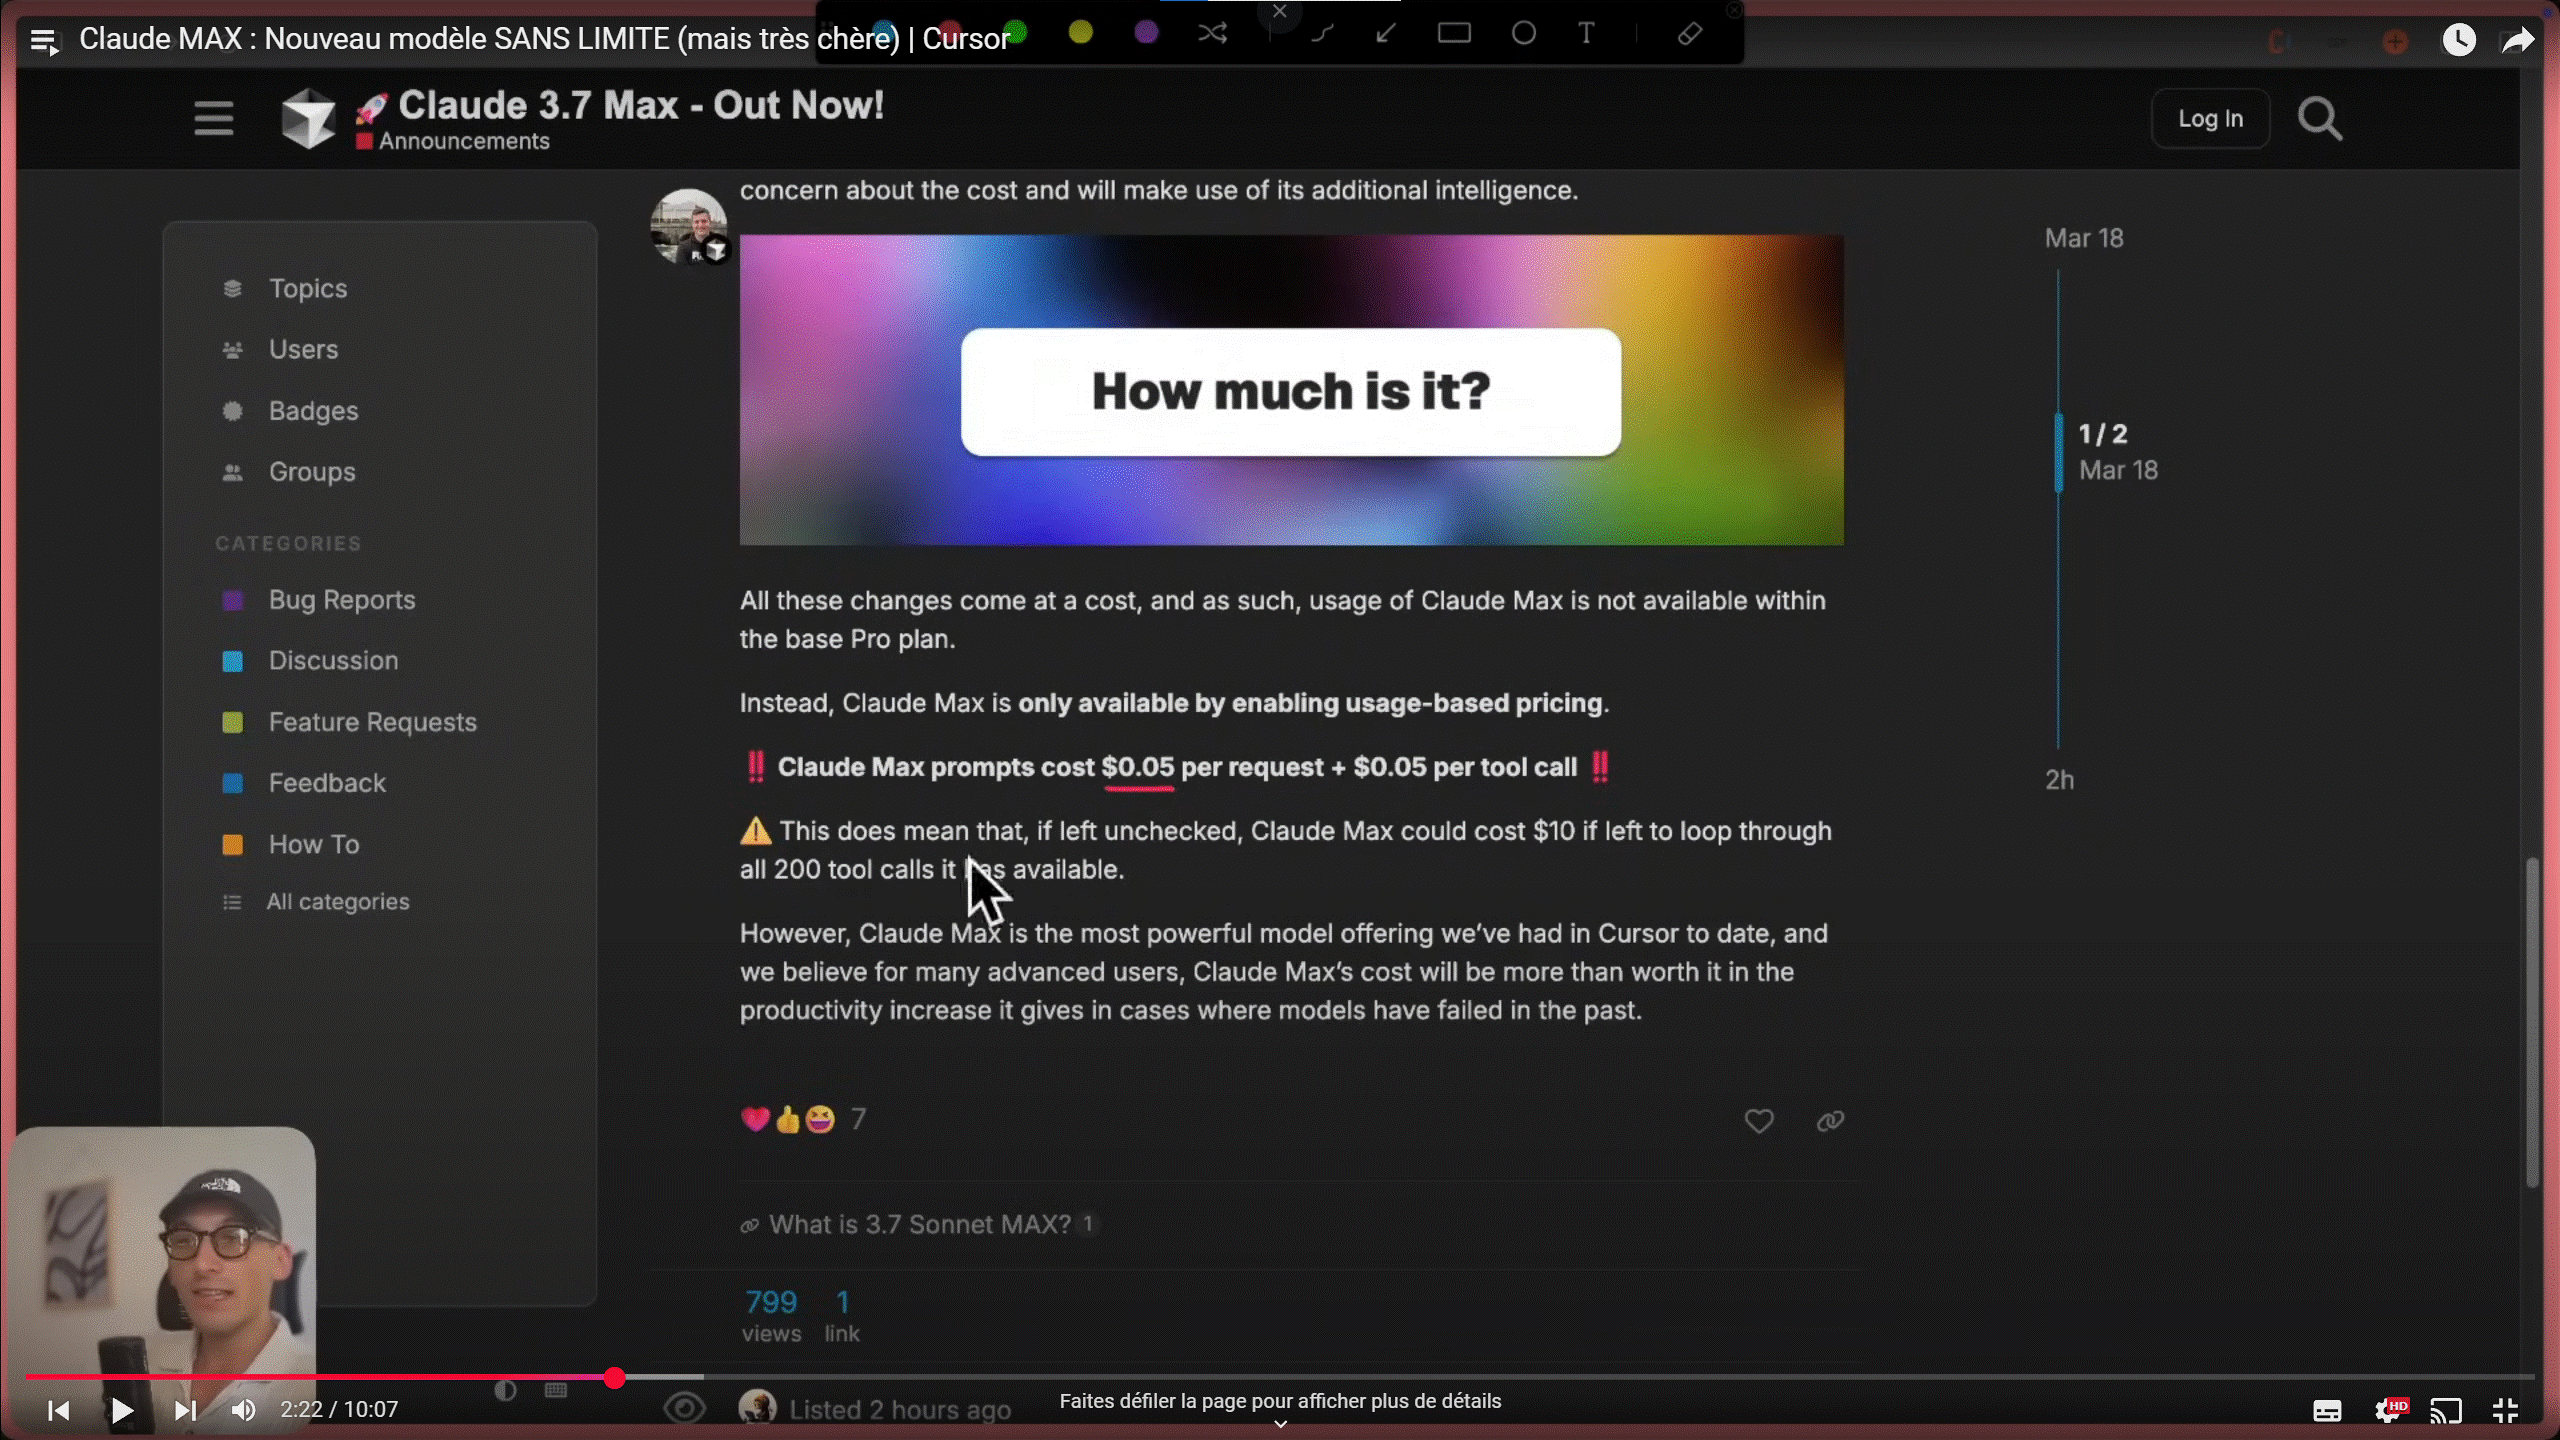 Claude MAX : Nouveau modèle SANS LIMITE (mais très chère) | Cursor
🚀 Claude 3.7 Max - Out Now!
Announcements
Log In
Topics
Users
Badges
Groups
CATEGORIES
Bug Reports
Discussion
Feature Requests
Feedback
How To
All categories
concern about the cost and will make use of its additional intelligence.
How much is it?
All these changes come at a cost, and as such, usage of Claude Max is not available within
the base Pro plan.
Instead, Claude Max is only available by enabling usage-based pricing.
‼️ Claude Max prompts cost $0.05 per request + $0.05 per tool call ‼️
⚠️ This does mean that, if left unchecked, Claude Max could cost $10 if left to loop through
all 200 tool calls it has available.
However, Claude Max is the most powerful model offering we’ve had in Cursor to date, and
we believe for many advanced users, Claude Max’s cost will be more than worth it in the
productivity increase it gives in cases where models have failed in the past.
7
What is 3.7 Sonnet MAX? 1
799 1
views link
Listed 2 hours ago
Mar 18
1 / 2
Mar 18
2h
2:22 / 10:07
Faites défiler la page pour afficher plus de détails
HD